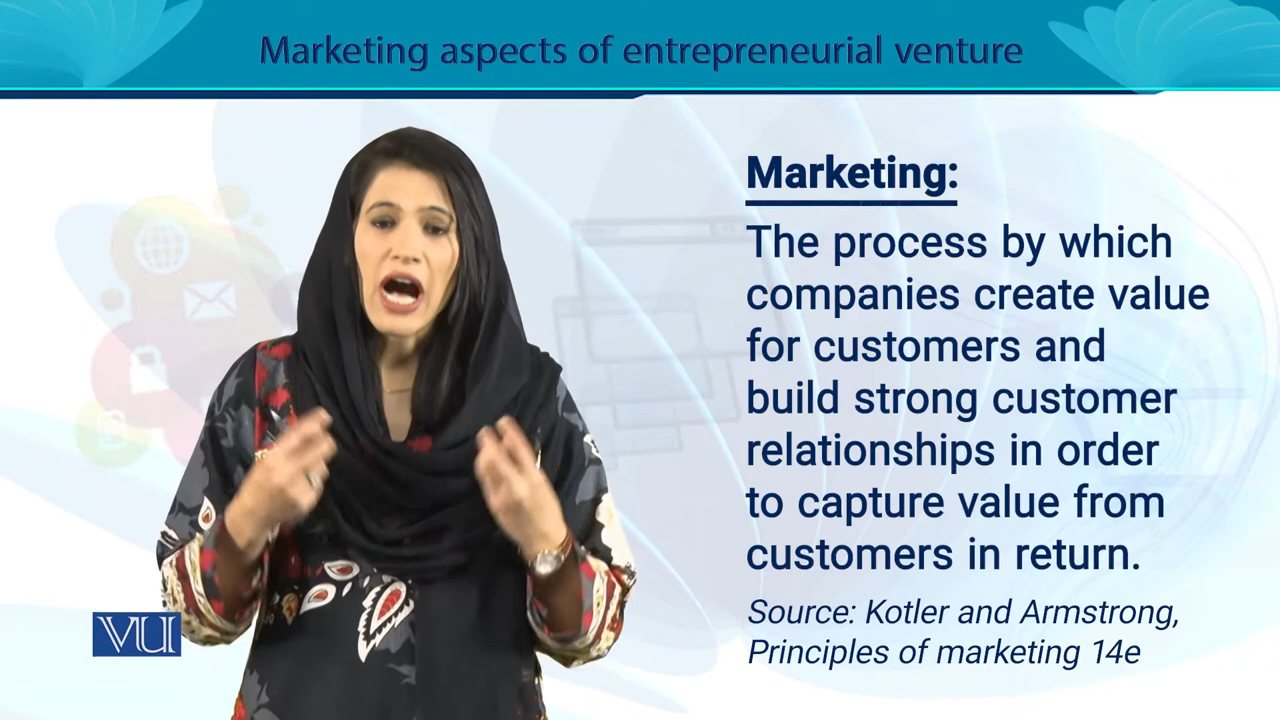 Marketing aspects of entrepreneurial venture
Marketing:
The process by which
companies create value
for customers and
build strong customer
relationships in order
to capture value from
customers in return.
Source: Kotler and Armstrong,
Principles of marketing 14e
VU